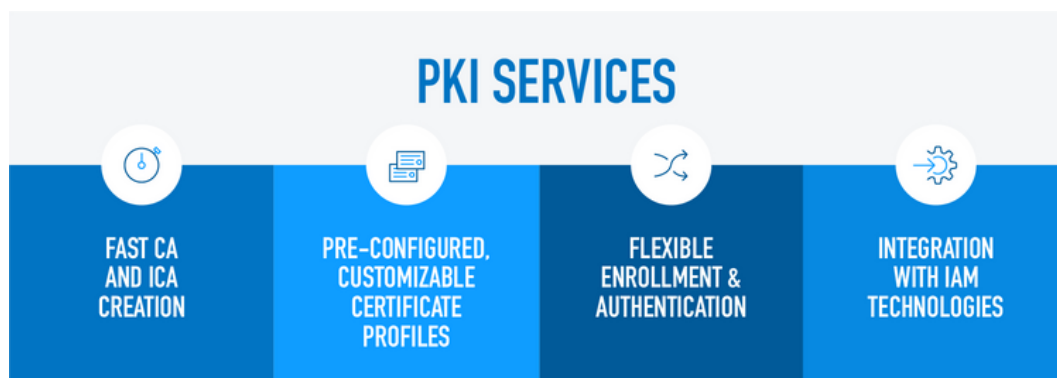 PKI SERVICES
FAST CA
AND ICA
CREATION
PRE-CONFIGURED,
CUSTOMIZABLE
CERTIFICATE
PROFILES
FLEXIBLE
ENROLLMENT &
AUTHENTICATION
INTEGRATION
WITH IAM
TECHNOLOGIES